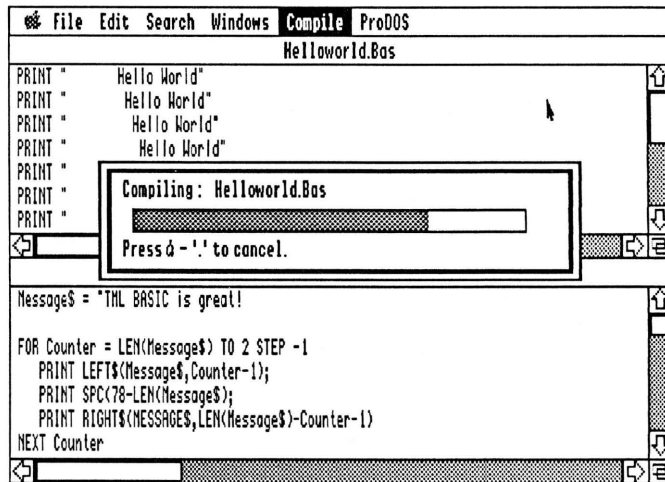 File Edit Search Windows Compile ProDOS
Helloworld.Bas
PRINT " Hello World"
PRINT " Hello World"
PRINT " Hello World"
PRINT " Hello World"
PRINT "
PRINT "
PRINT "
Compiling: Helloworld.Bas
Press - '.' to cancel.
Message$ = "TML BASIC is great!
FOR Counter = LEN(Message$) TO 2 STEP -1
PRINT LEFT$(Message$,Counter-1);
PRINT SPC(78-LEN(Message$);
PRINT RIGHT$(MESSAGE$,LEN(Message$)-Counter-1)
NEXT Counter